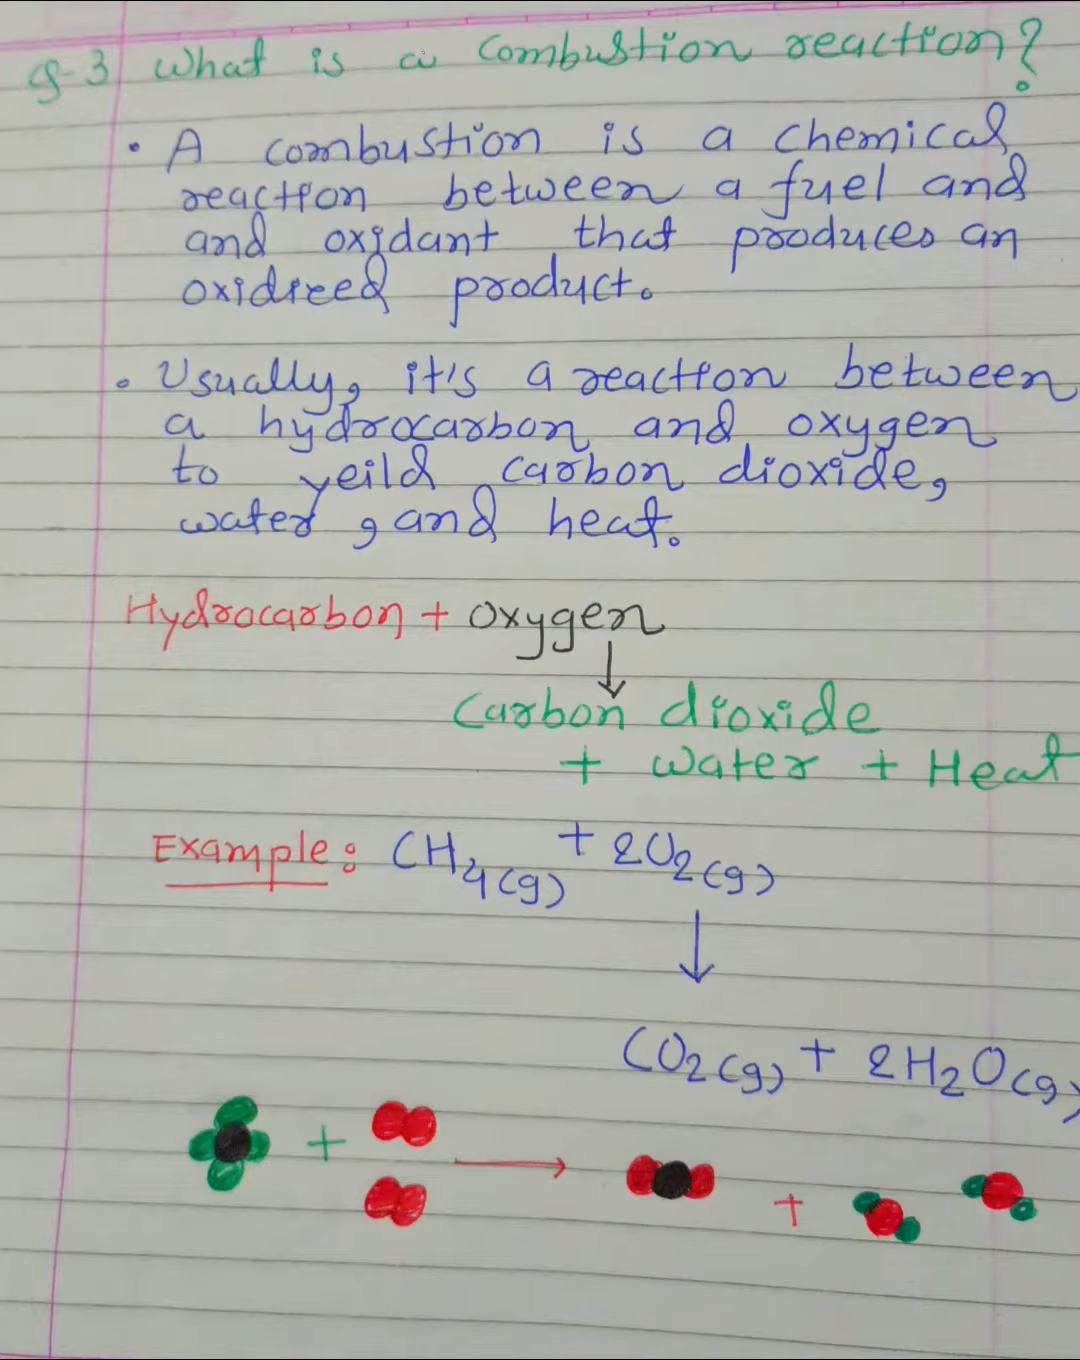 Q-3 What is a Combustion reaction?
• A combustion is a chemical
reaction between a fuel and
and oxidant that produces an
oxidized product.
• Usually, it's a reaction between
a hydrocarbon and oxygen
to yeild carbon dioxide,
water, and heat.
Hydrocarbon + Oxygen
↓
Carbon dioxide
+ Water + Heat
Example: CH4(g) + 2O2(g)
↓
CO2(g) + 2H2O(g)
+ → +